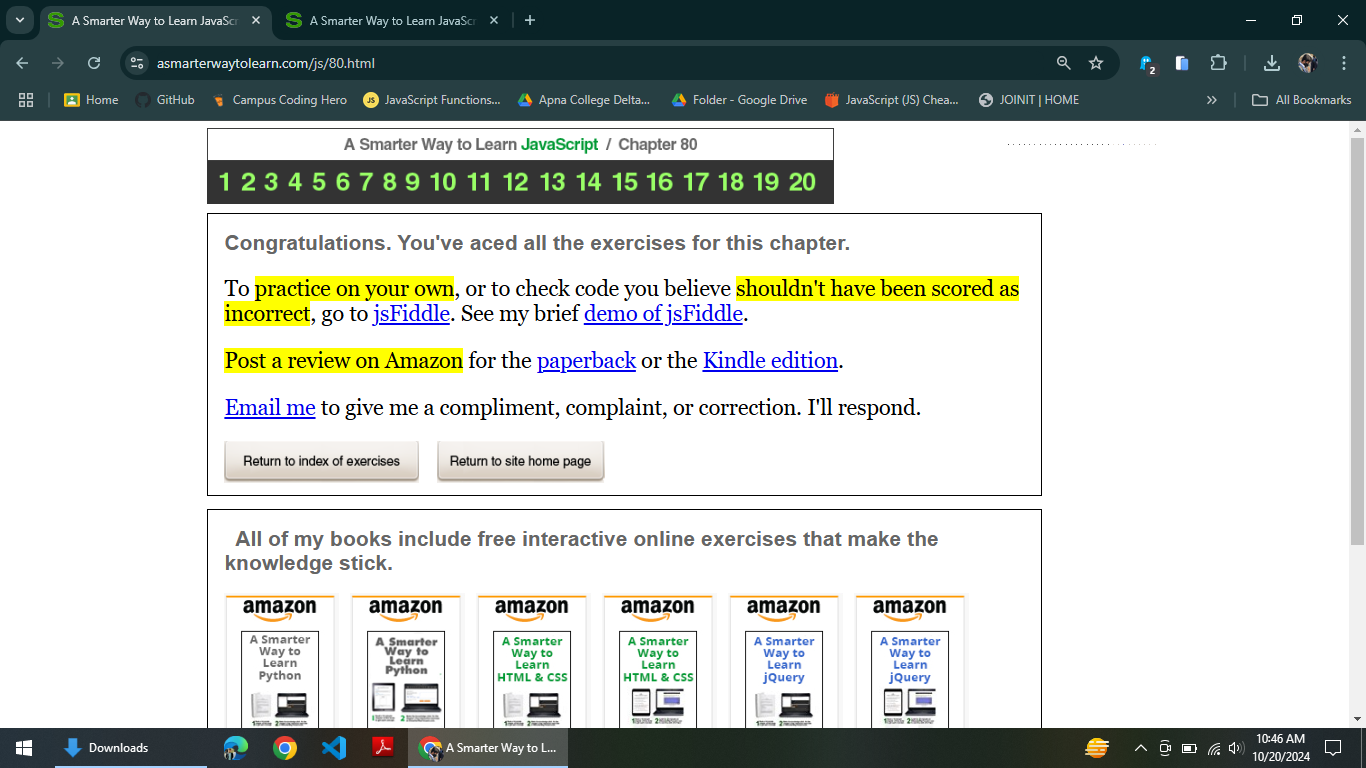 A Smarter Way to Learn JavaSc
A Smarter Way to Learn JavaSc
asmarterwaytolearn.com/js/80.html
2
Home
GitHub
Campus Coding Hero
JS
JavaScript Functions...
Apna College Delta...
Folder - Google Drive
JavaScript (JS) Chea...
JOINIT | HOME
All Bookmarks
A Smarter Way to Learn JavaScript / Chapter 80
1 2 3 4 5 6 7 8 9 10 11 12 13 14 15 16 17 18 19 20
Congratulations. You've aced all the exercises for this chapter.
To practice on your own, or to check code you believe shouldn't have been scored as
incorrect, go to jsFiddle. See my brief demo of jsFiddle.
Post a review on Amazon for the paperback or the Kindle edition.
Email me to give me a compliment, complaint, or correction. I'll respond.
Return to index of exercises
Return to site home page
All of my books include free interactive online exercises that make the
knowledge stick.
amazon
A Smarter
Way to
Learn
Python
amazon
A Smarter
Way to
Learn
Python
amazon
A Smarter
Way to
Learn
HTML & CSS
amazon
A Smarter
Way to
Learn
HTML & CSS
amazon
A Smarter
Way to
Learn
jQuery
amazon
A Smarter
Way to
Learn
jQuery
Downloads
A Smarter Way to L...
10:46 AM
10/20/2024